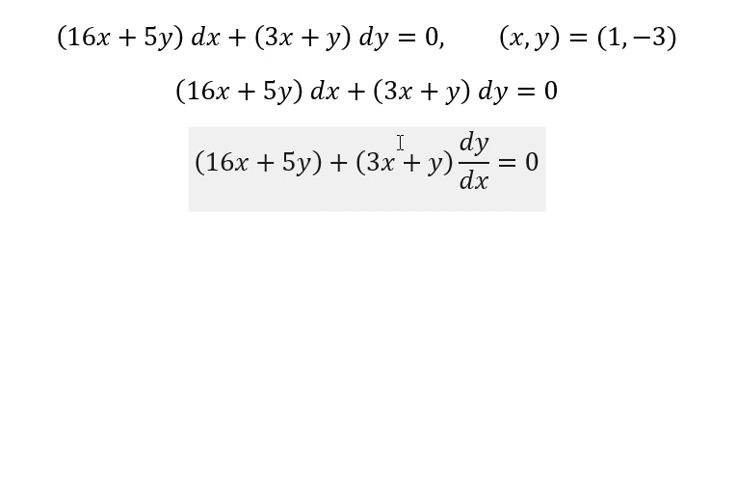 (16x + 5y) dx + (3x + y) dy = 0, (x, y) = (1, −3)
(16x + 5y) dx + (3x + y) dy = 0
(16x + 5y) + (3x + y) dy/dx = 0